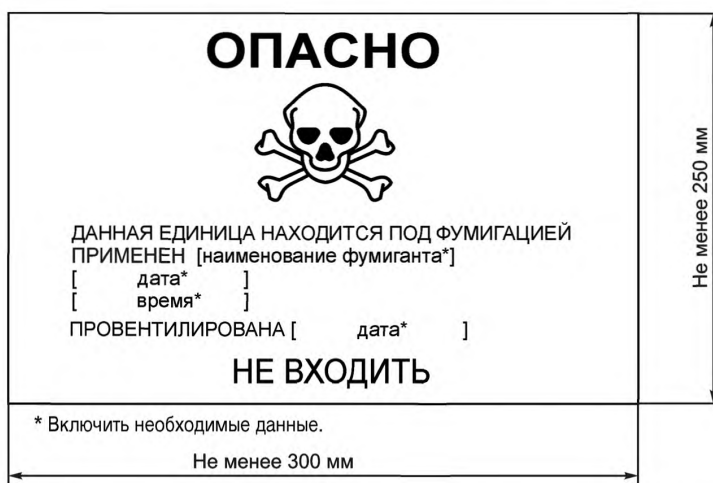 ОПАСНО
ДАННАЯ ЕДИНИЦА НАХОДИТСЯ ПОД ФУМИГАЦИЕЙ
ПРИМЕНЕН [наименование фумиганта*]
[ дата* ]
[ время* ]
ПРОВЕНТИЛИРОВАНА [ дата* ]
НЕ ВХОДИТЬ
* Включить необходимые данные.
Не менее 300 мм
Не менее 250 мм